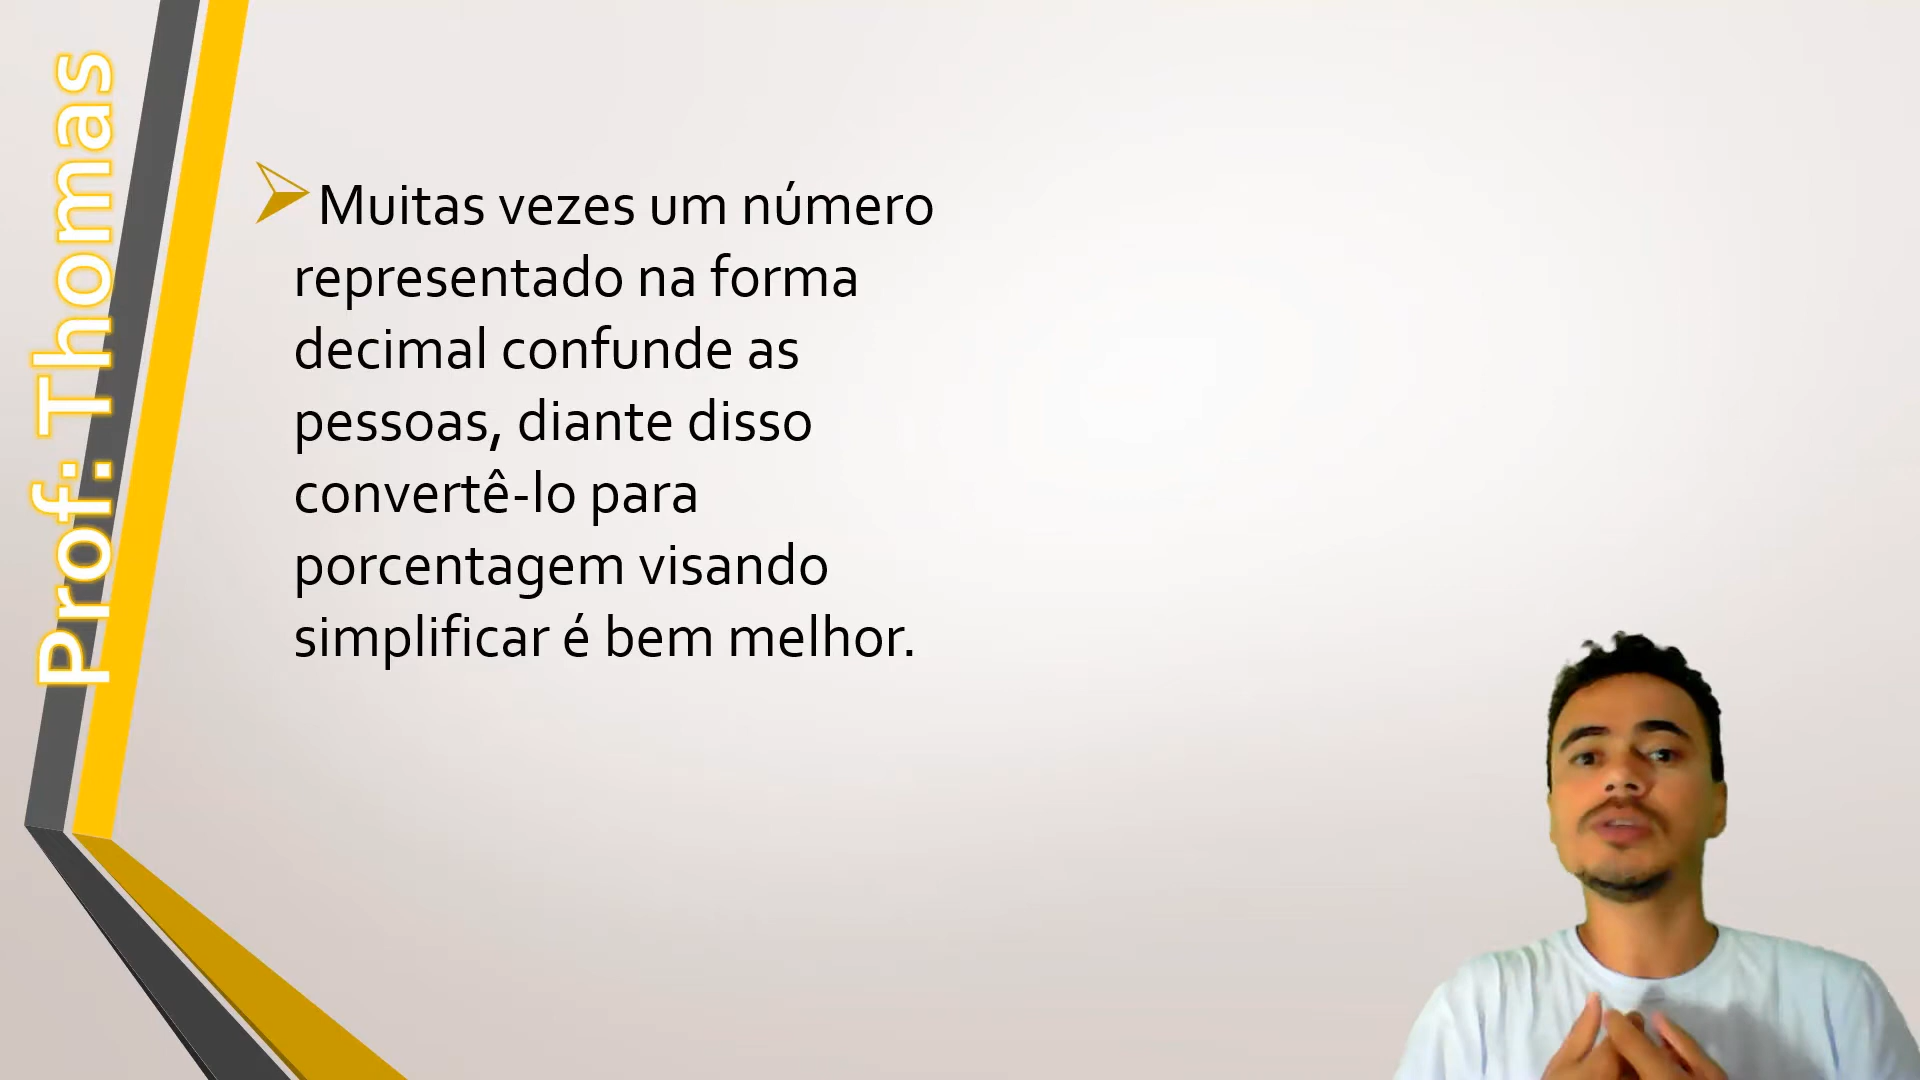 Prof.: Thomas
Muitas vezes um número
representado na forma
decimal confunde as
pessoas, diante disso
convertê-lo para
porcentagem visando
simplificar é bem melhor.